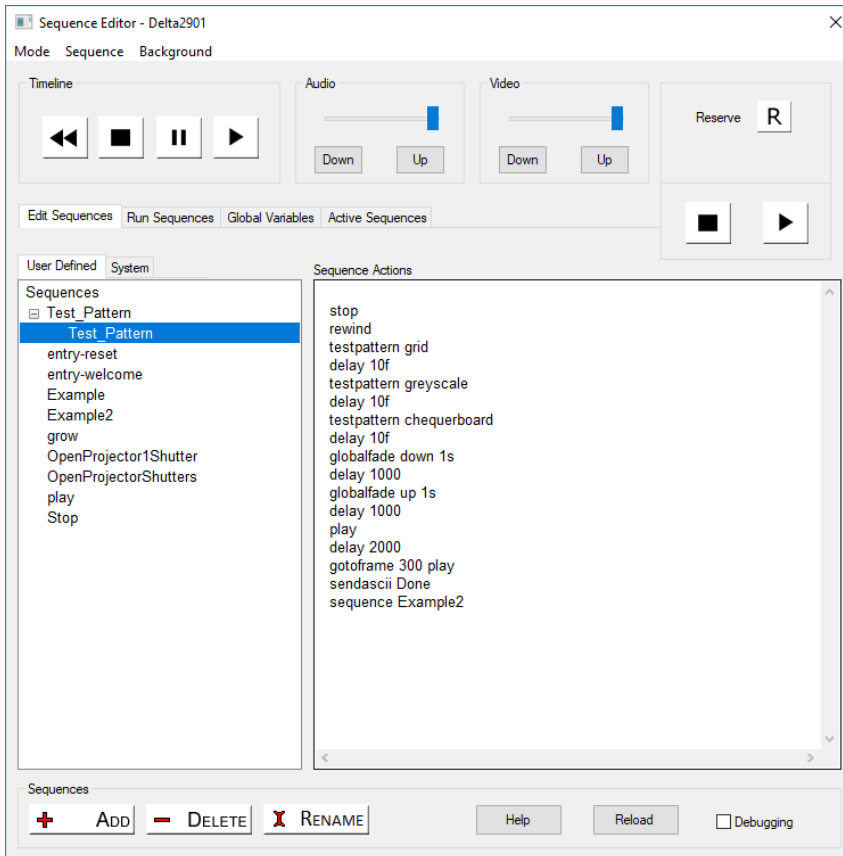 Sequence Editor - Delta2901
Mode Sequence Background
Timeline
Audio
Video
Down Up
Down Up
Reserve R
Edit Sequences Run Sequences Global Variables Active Sequences
User Defined System
Sequences
Test_Pattern
Test_Pattern
entry-reset
entry-welcome
Example
Example2
grow
OpenProjector1Shutter
OpenProjectorShutters
play
Stop
Sequence Actions
stop
rewind
testpattern grid
delay 10f
testpattern greyscale
delay 10f
testpattern chequerboard
delay 10f
globalfade down 1s
delay 1000
globalfade up 1s
delay 1000
play
delay 2000
gotoframe 300 play
sendascii Done
sequence Example2
Sequences
ADD DELETE RENAME Help Reload Debugging